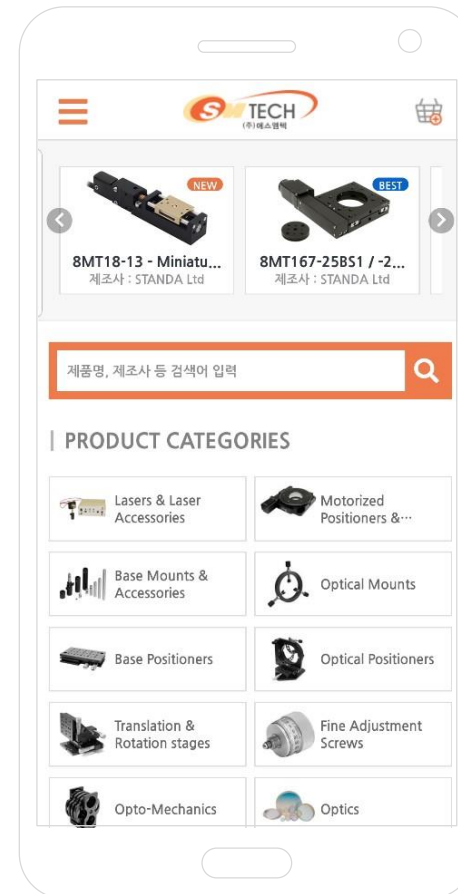 SM TECH
(주)에스엠텍
NEW
BEST
8MT18-13 - Miniatu...
8MT167-25BS1 / -2...
제조사 : STANDA Ltd
제조사 : STANDA Ltd
제품명, 제조사 등 검색어 입력
PRODUCT CATEGORIES
Lasers & Laser
Accessories
Motorized
Positioners &…
Base Mounts &
Accessories
Optical Mounts
Base Positioners
Optical Positioners
Translation &
Rotation stages
Fine Adjustment
Screws
Opto-Mechanics
Optics